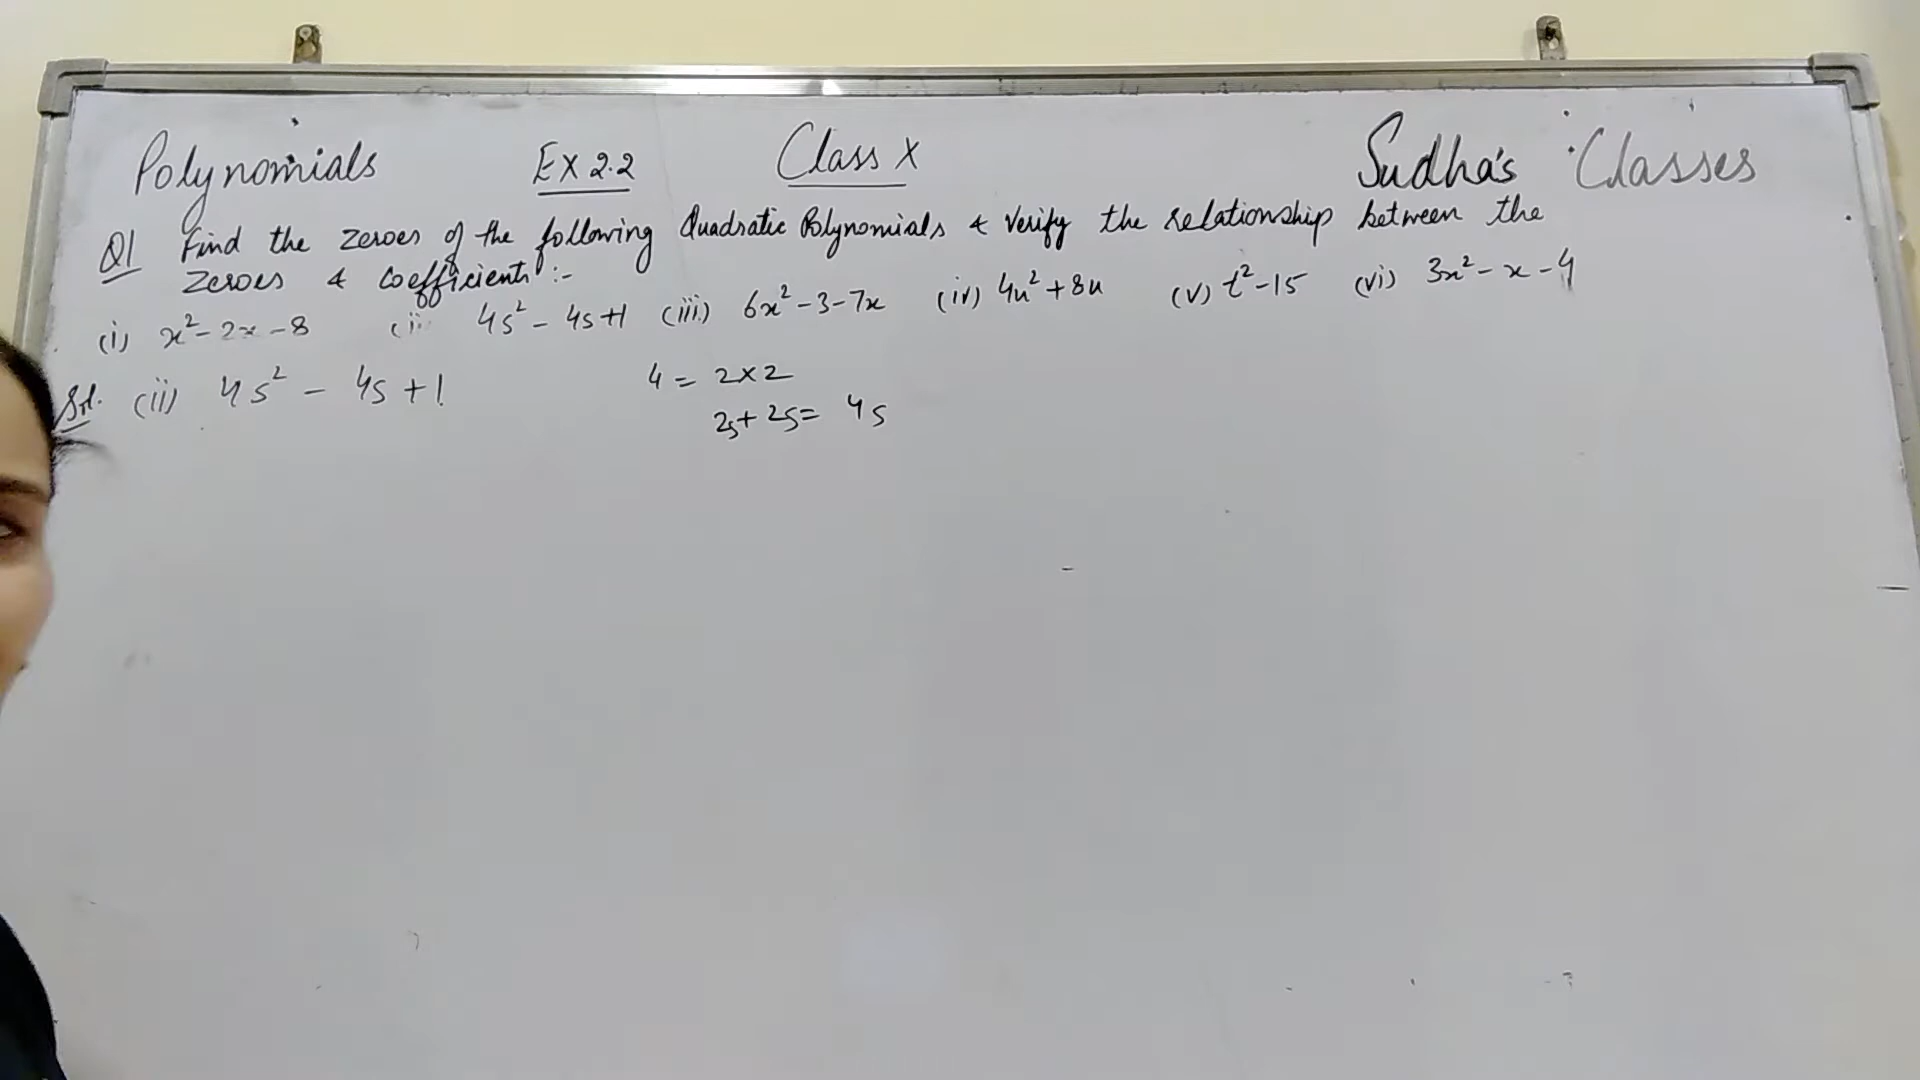 Polynomials Ex 2.2 Class X Sudha's Classes
Q1 Find the zeroes of the following Quadratic Polynomials & Verify the relationship between the
zeroes & coefficients :-
(i) x² - 2x - 8 (ii 4s² - 4s + 1 (iii) 6x² - 3 - 7x (iv) 4u² + 8u (v) t² - 15 (vi) 3x² - x - 4
Sol. (ii) 4s² - 4s + 1 4 = 2 x 2
2s + 2s = 4s